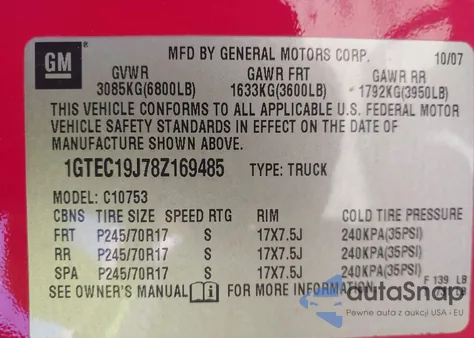 GM
MFD BY GENERAL MOTORS CORP. 10/07
GVWR GAWR FRT GAWR RR
3085KG(6800LB) 1633KG(3600LB) 1792KG(3950LB)
THIS VEHICLE CONFORMS TO ALL APPLICABLE U.S. FEDERAL MOTOR
VEHICLE SAFETY STANDARDS IN EFFECT ON THE DATE OF
MANUFACTURE SHOWN ABOVE.
1GTEC19J78Z169485 TYPE: TRUCK
MODEL: C10753
CBNS TIRE SIZE SPEED RTG RIM COLD TIRE PRESSURE
FRT P245/70R17 S 17X7.5J 240KPA(35PSI)
RR P245/70R17 S 17X7.5J 240KPA(35PSI)
SPA P245/70R17 S 17X7.5J 240KPA(35PSI)
SEE OWNER'S MANUAL FOR MORE INFORMATION
F 139 LB
autoSnap
Pewne auta z aukcji USA i EU